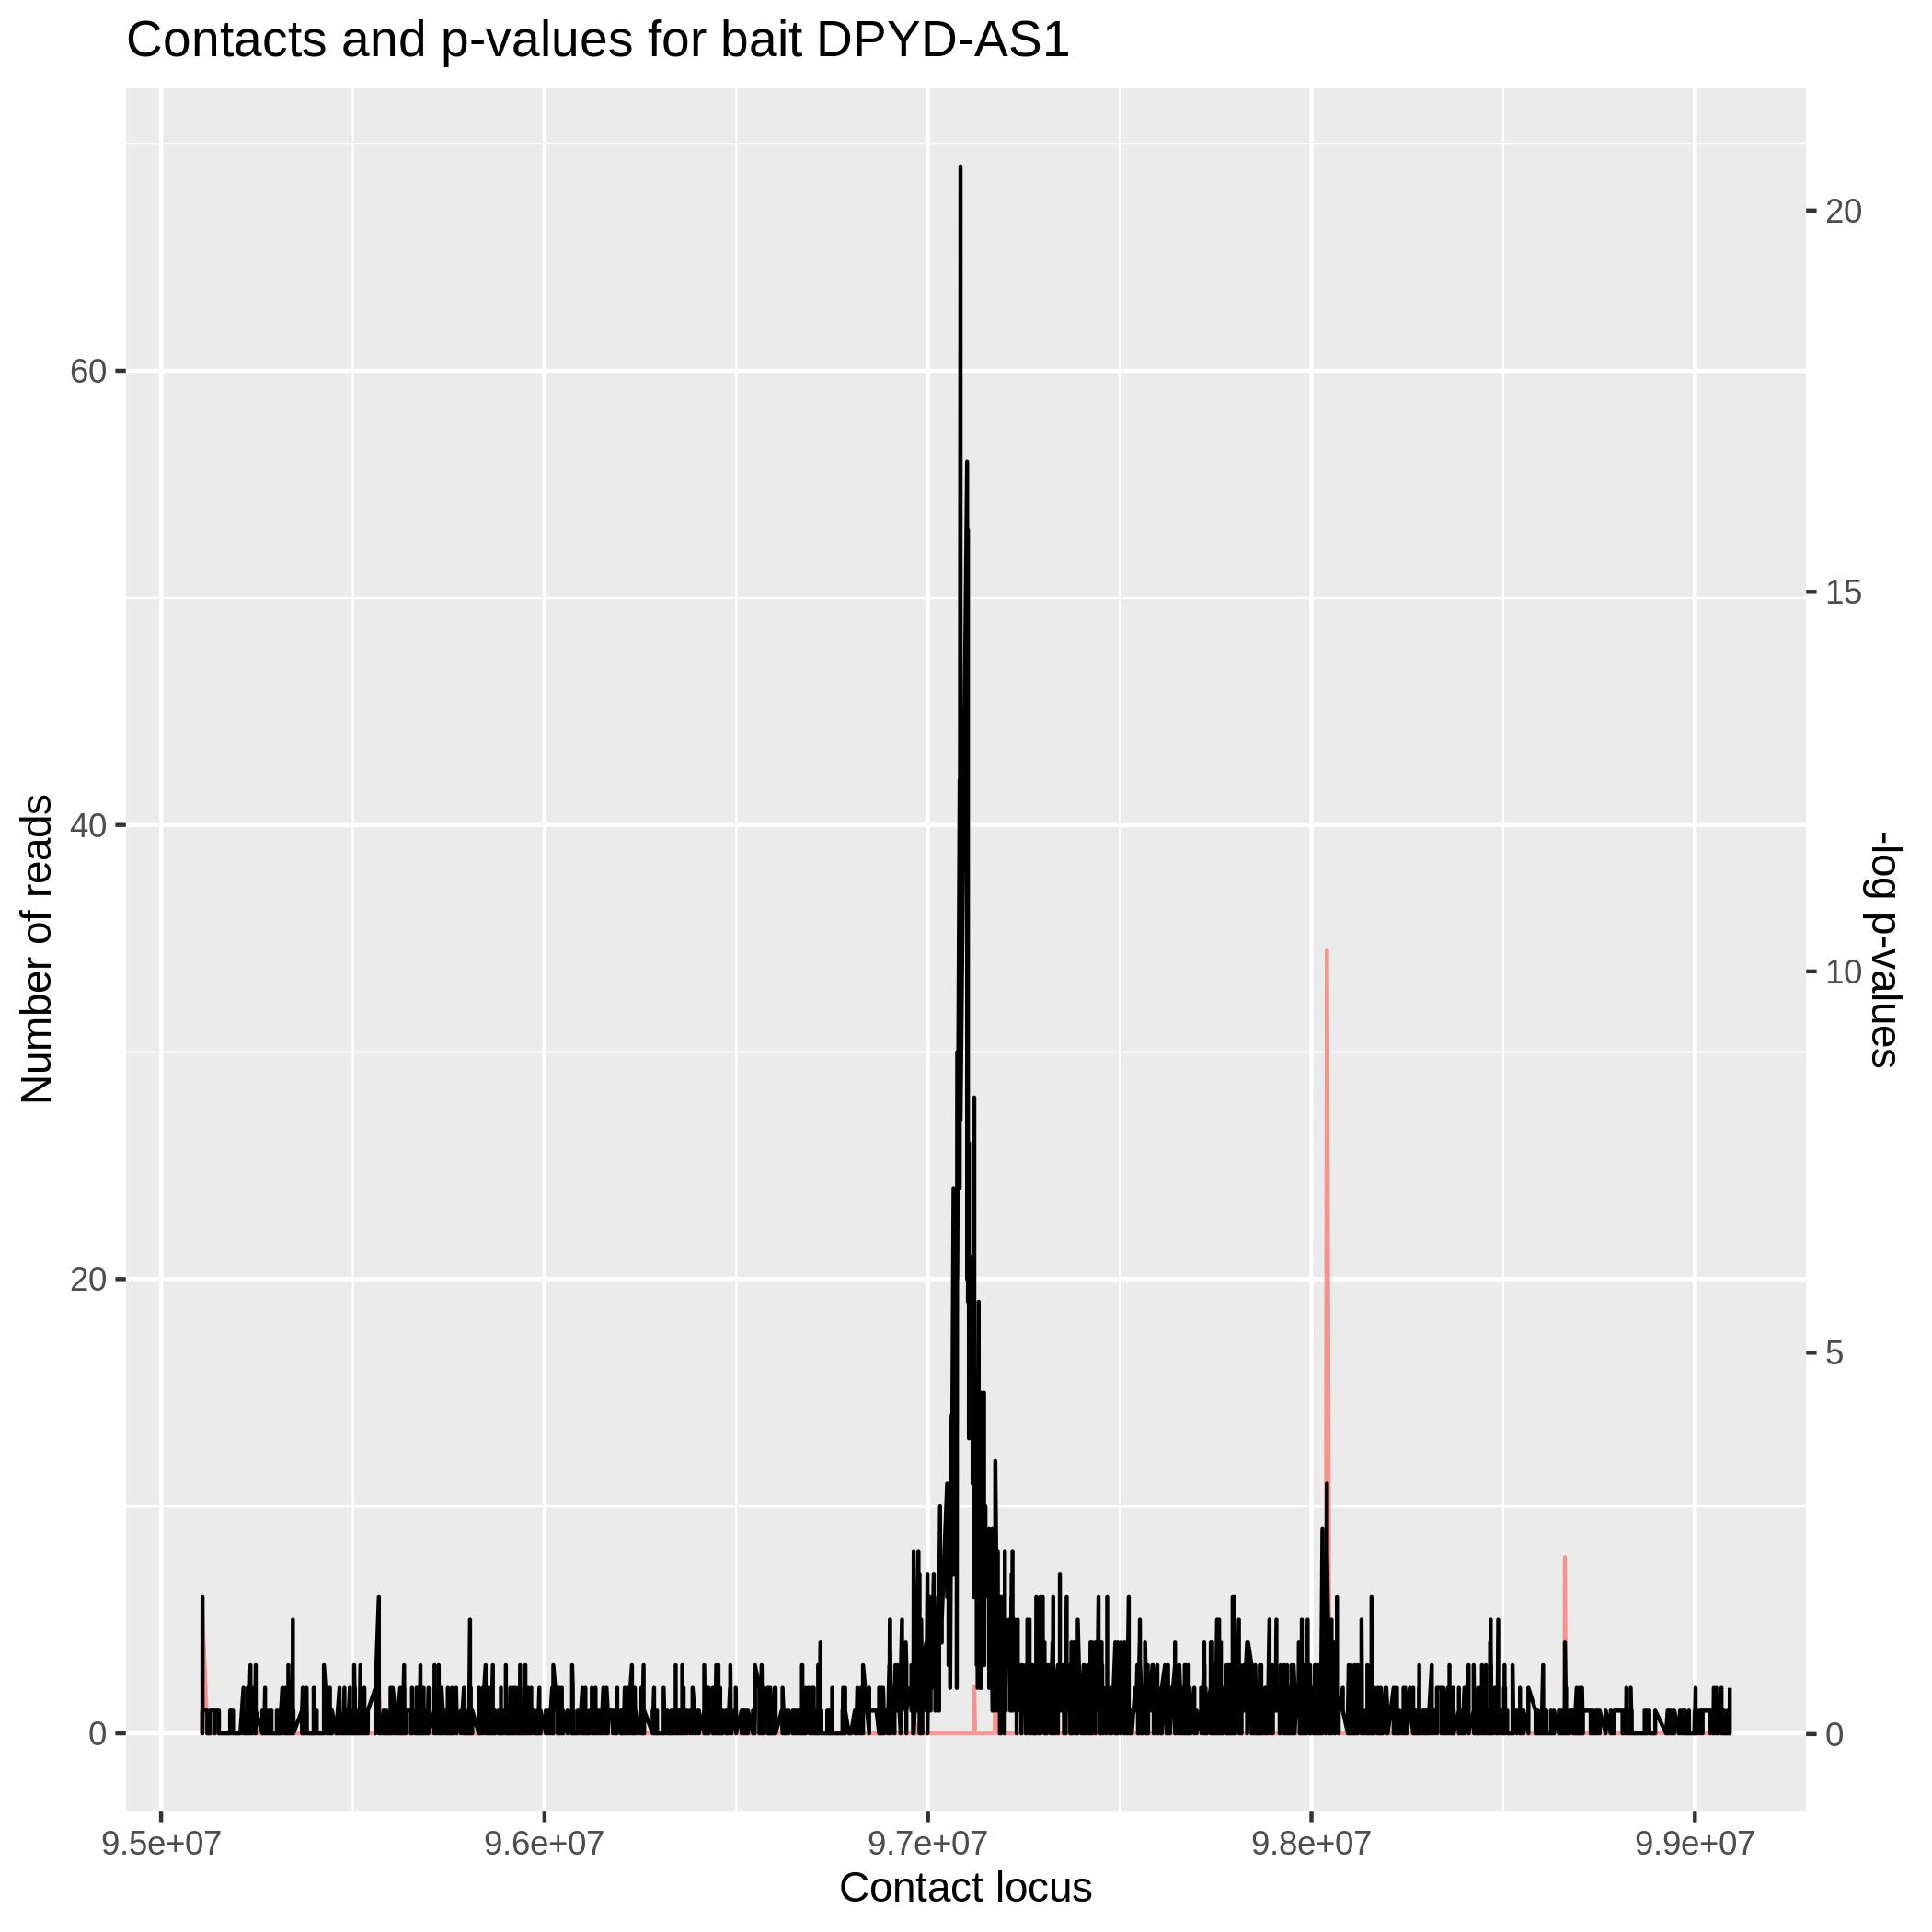 Contacts and p-values for bait DPYD-AS1
Number of reads
60
40
20
0
20
15
10
5
0
-log p-values
9.5e+07
9.6e+07
9.7e+07
9.8e+07
9.9e+07
Contact locus